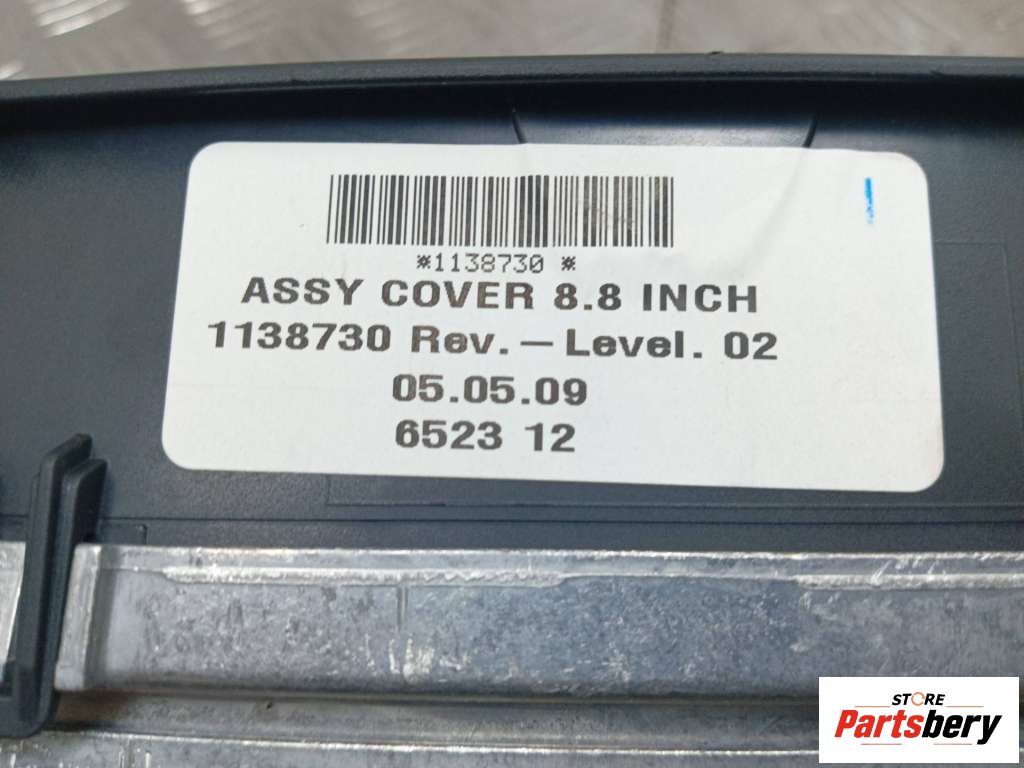 *1138730 *
ASSY COVER 8.8 INCH
1138730 Rev. – Level. 02
05.05.09
6523 12
STORE
Partsbery